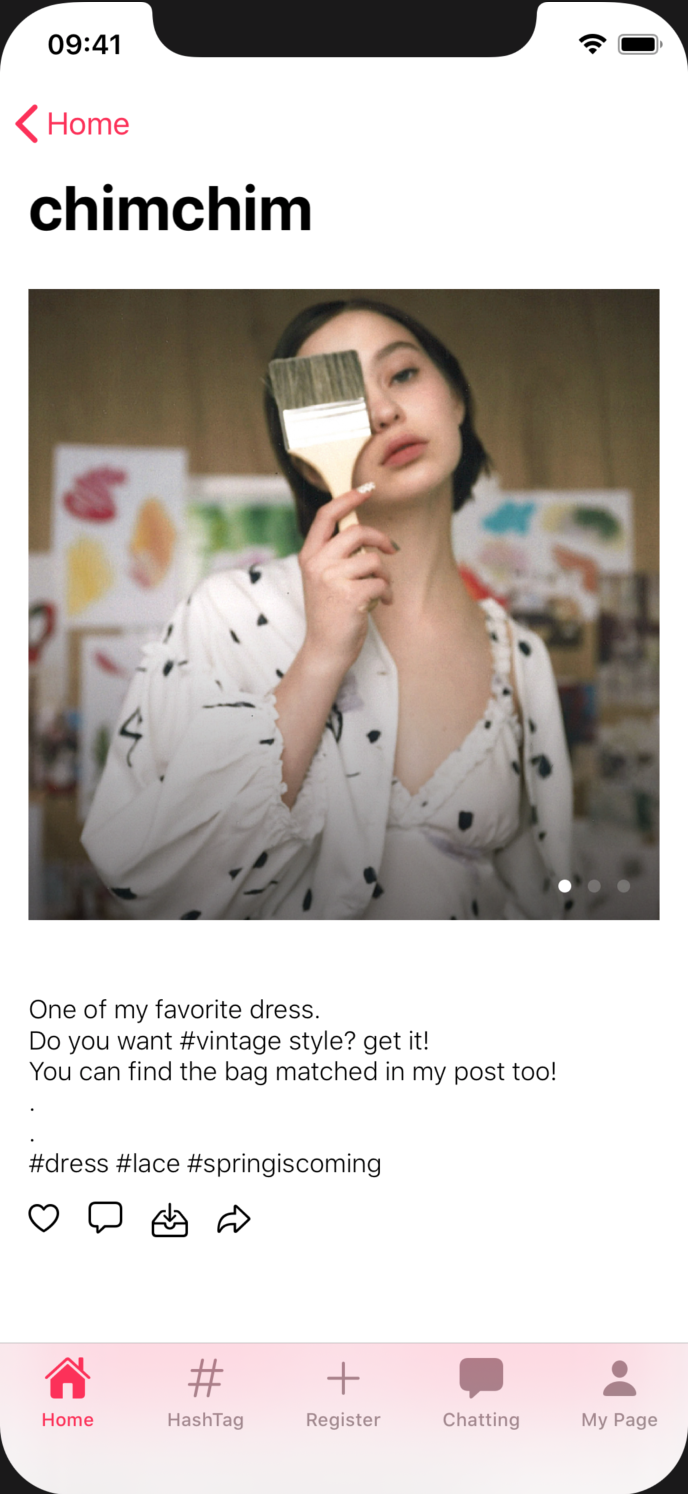 09:41
Home
chimchim
One of my favorite dress.
Do you want #vintage style? get it!
You can find the bag matched in my post too!
.
.
#dress #lace #springiscoming
Home
HashTag
Register
Chatting
My Page